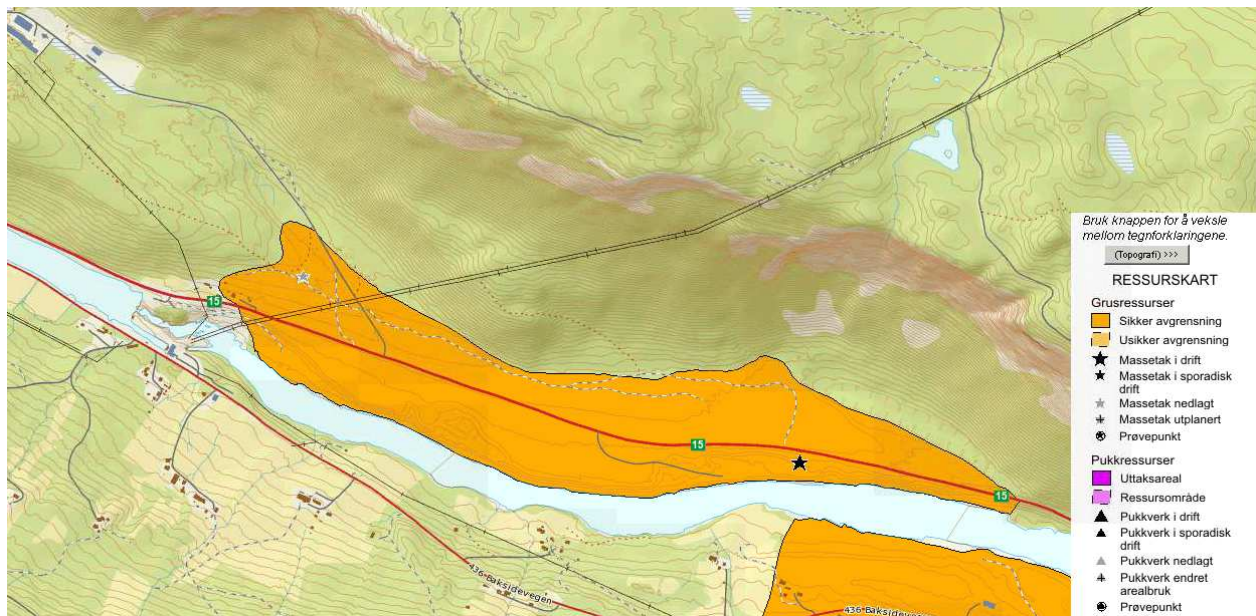 15
15
15
436 Baksidevegen
436 Baksidevegen
Bruk knappen for å veksle
mellom tegnforklaringene.
(Topografi) >>>
RESSURSKART
Grusressurser
Sikker avgrensning
Usikker avgrensning
Massetak i drift
Massetak i sporadisk
drift
Massetak nedlagt
Massetak utplanert
Prøvepunkt
Pukkressurser
Uttaksareal
Ressursområde
Pukkverk i drift
Pukkverk i sporadisk
drift
Pukkverk nedlagt
Pukkverk endret
arealbruk
Prøvepunkt